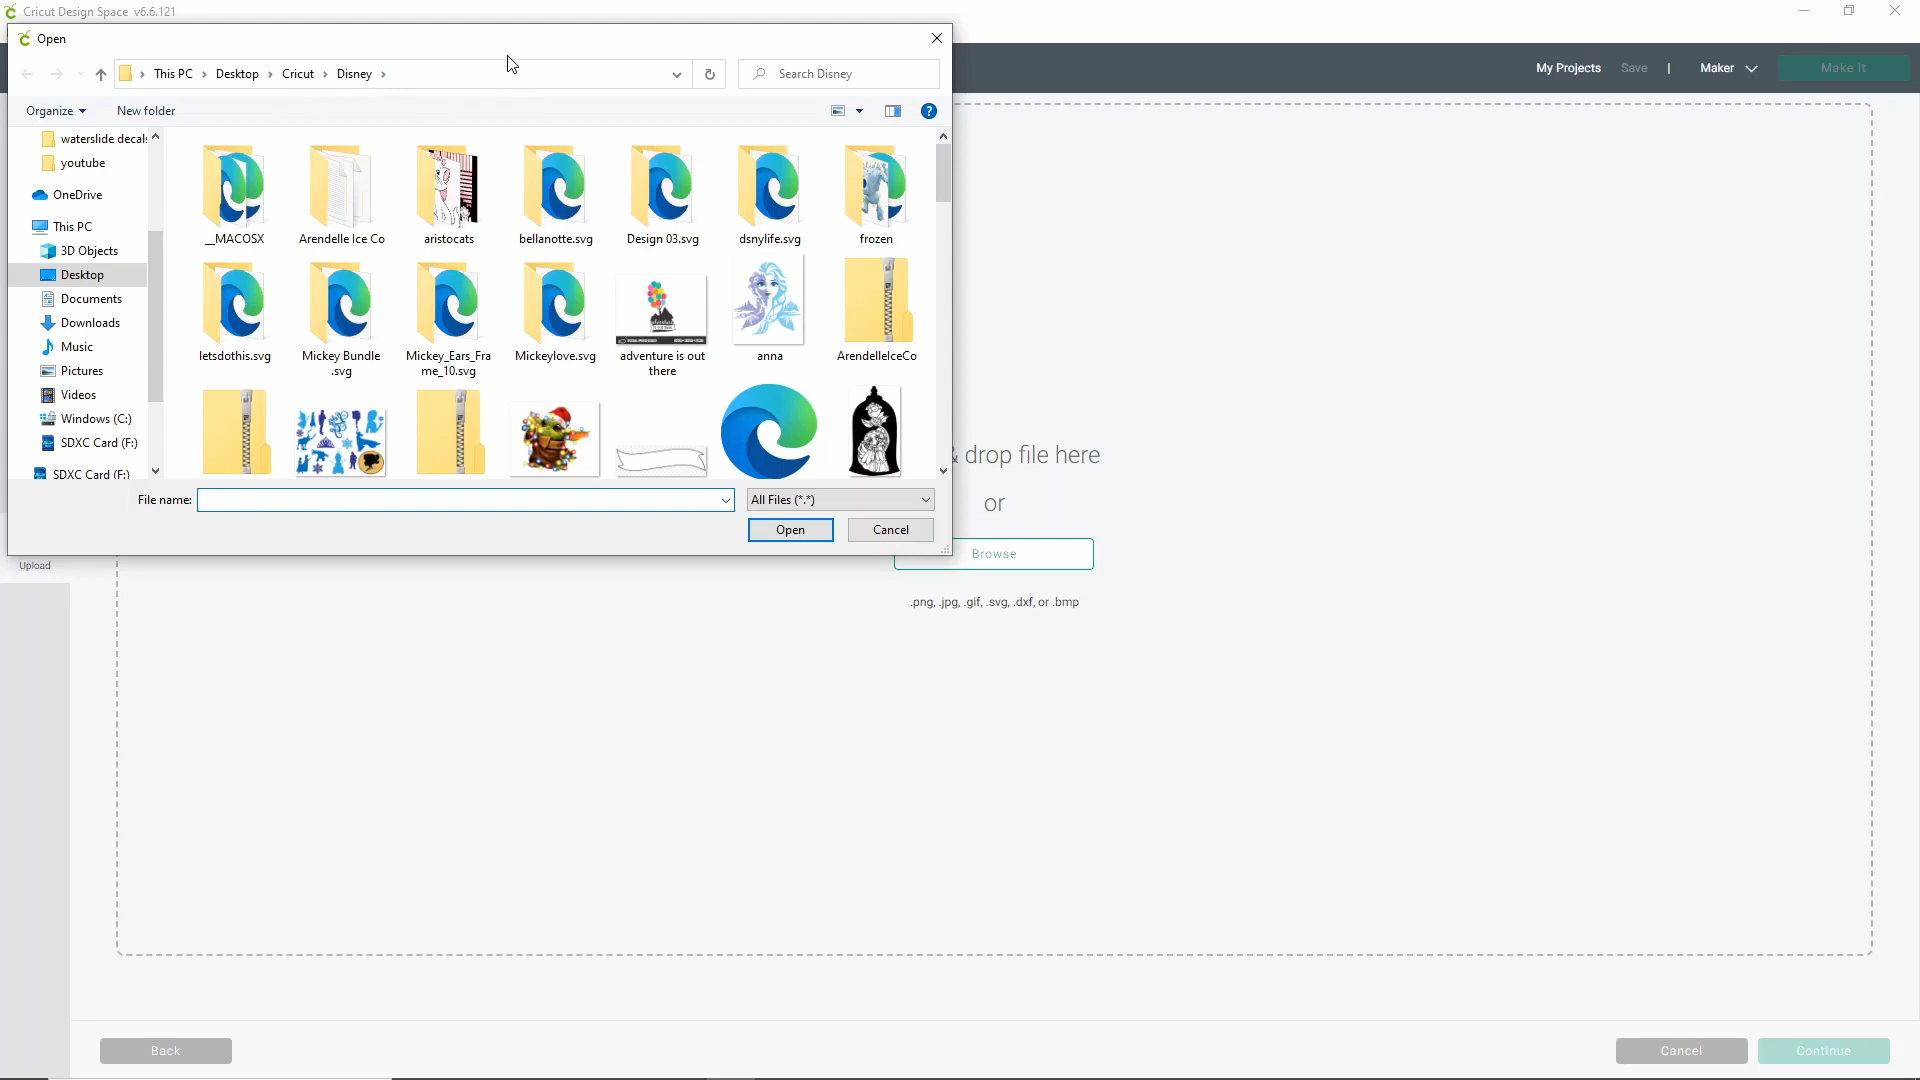 Cricut Design Space v6.6.121
Open
This PC > Desktop > Cricut > Disney >
Search Disney
My Projects
Save
|
Maker
Make It
Organize
New folder
waterslide decals
youtube
OneDrive
This PC
3D Objects
Desktop
Documents
Downloads
Music
Pictures
Videos
Windows (C:)
SDXC Card (F:)
SDXC Card (F:)
__MACOSX
Arendelle Ice Co
aristocats
bellanotte.svg
Design 03.svg
dsnylife.svg
frozen
letsdothis.svg
Mickey Bundle
.svg
Mickey_Ears_Fra
me_10.svg
Mickeylove.svg
adventure is out
there
anna
ArendelleIceCo
File name:
All Files (*.*)
Open
Cancel
& drop file here
or
Browse
.png, .jpg, .gif, .svg, .dxf, or .bmp
Upload
Back
Cancel
Continue